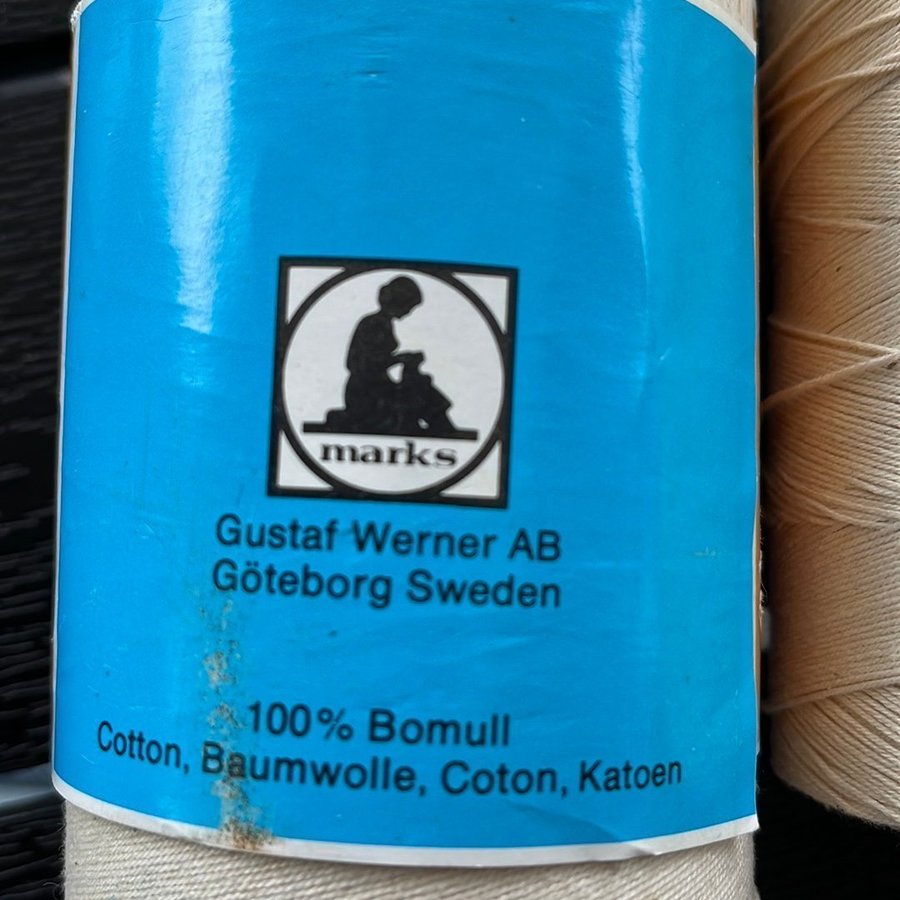 marks
Gustaf Werner AB
Göteborg Sweden
100% Bomull
Cotton, Baumwolle, Coton, Katoen